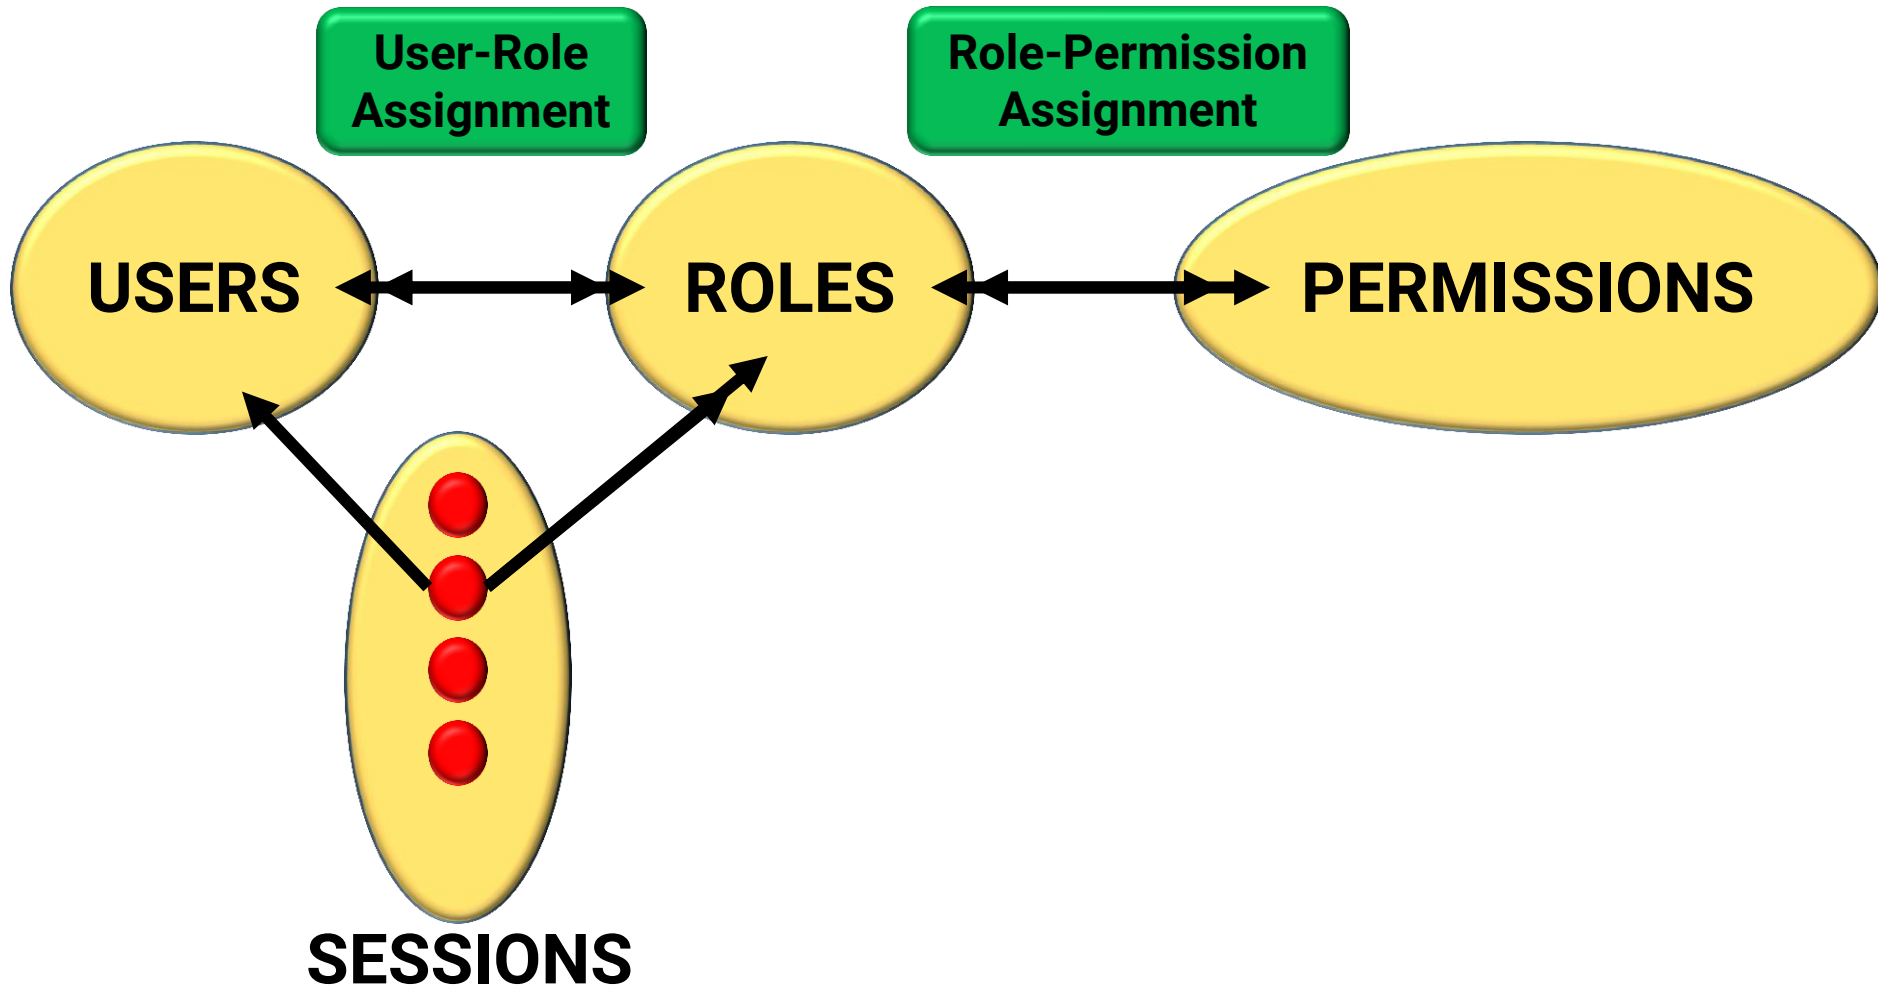 User-Role
Assignment
Role-Permission
Assignment
USERS
ROLES
PERMISSIONS
SESSIONS